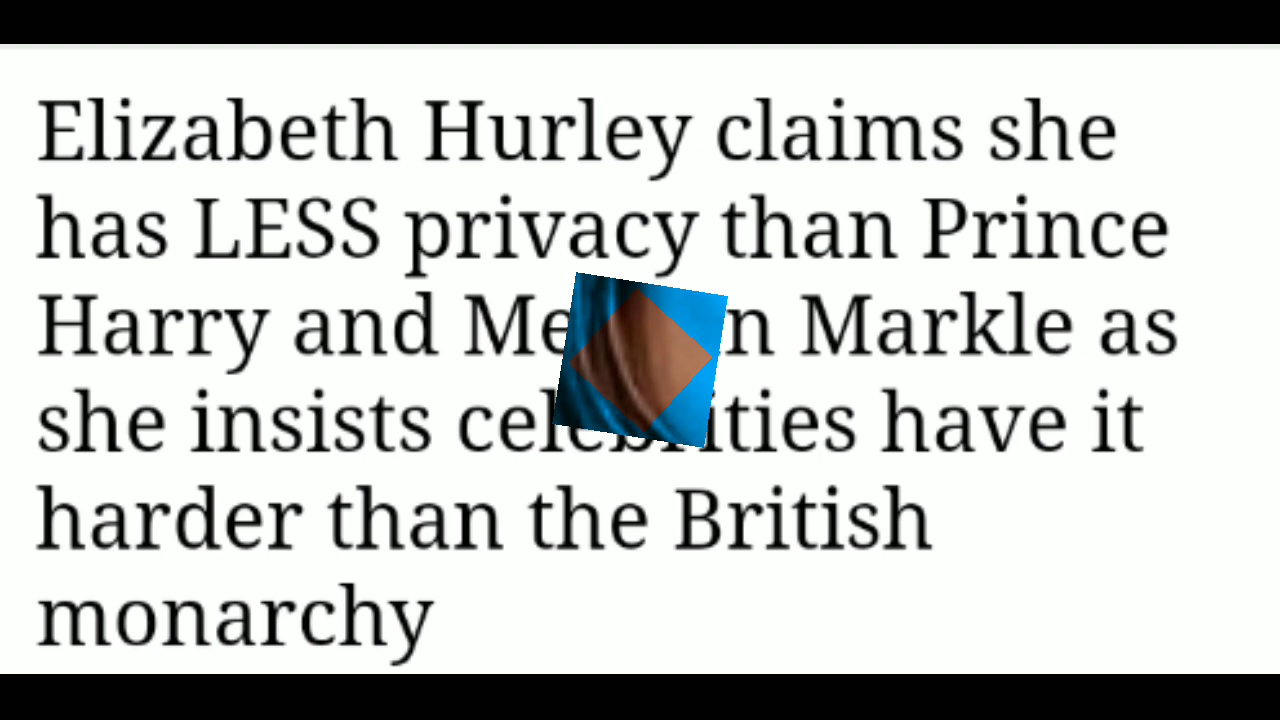 Elizabeth Hurley claims she
has LESS privacy than Prince
Harry and Markle as
she insists have it
harder than the British
monarchy